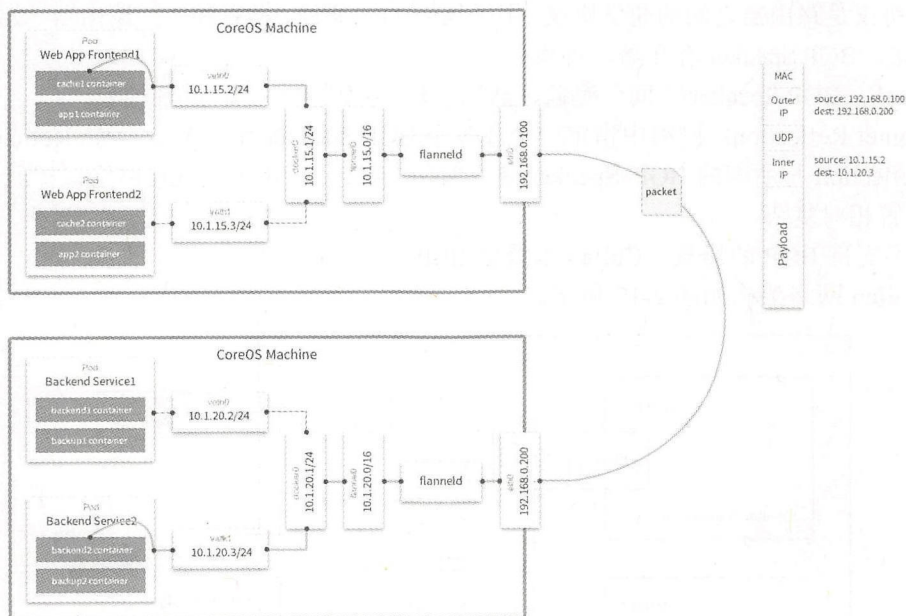 CoreOS Machine
Pod
Web App Frontend1
cache1 container
app1 container
veth0
10.1.15.2/24
Pod
Web App Frontend2
cache2 container
app2 container
veth1
10.1.15.3/24
docker0
10.1.15.1/24
flannel0
10.1.15.0/16
flanneld
eth0
192.168.0.100
packet
MAC
Outer
IP
source: 192.168.0.100
dest: 192.168.0.200
UDP
Inner
IP
source: 10.1.15.2
dest: 10.1.20.3
Payload
CoreOS Machine
Pod
Backend Service1
backend1 container
backup1 container
veth0
10.1.20.2/24
Pod
Backend Service2
backend2 container
backup2 container
veth1
10.1.20.3/24
docker0
10.1.20.1/24
flannel0
10.1.20.0/16
flanneld
eth0
192.168.0.200